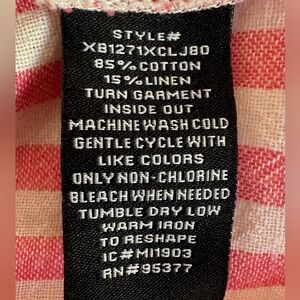 STYLE#
XB1271XCLJ80
85% COTTON
15% LINEN
TURN GARMENT
INSIDE OUT
MACHINE WASH COLD
GENTLE CYCLE WITH
LIKE COLORS
ONLY NON-CHLORINE
BLEACH WHEN NEEDED
TUMBLE DRY LOW
WARM IRON
TO RESHAPE
IC#MI1903
RN#95377